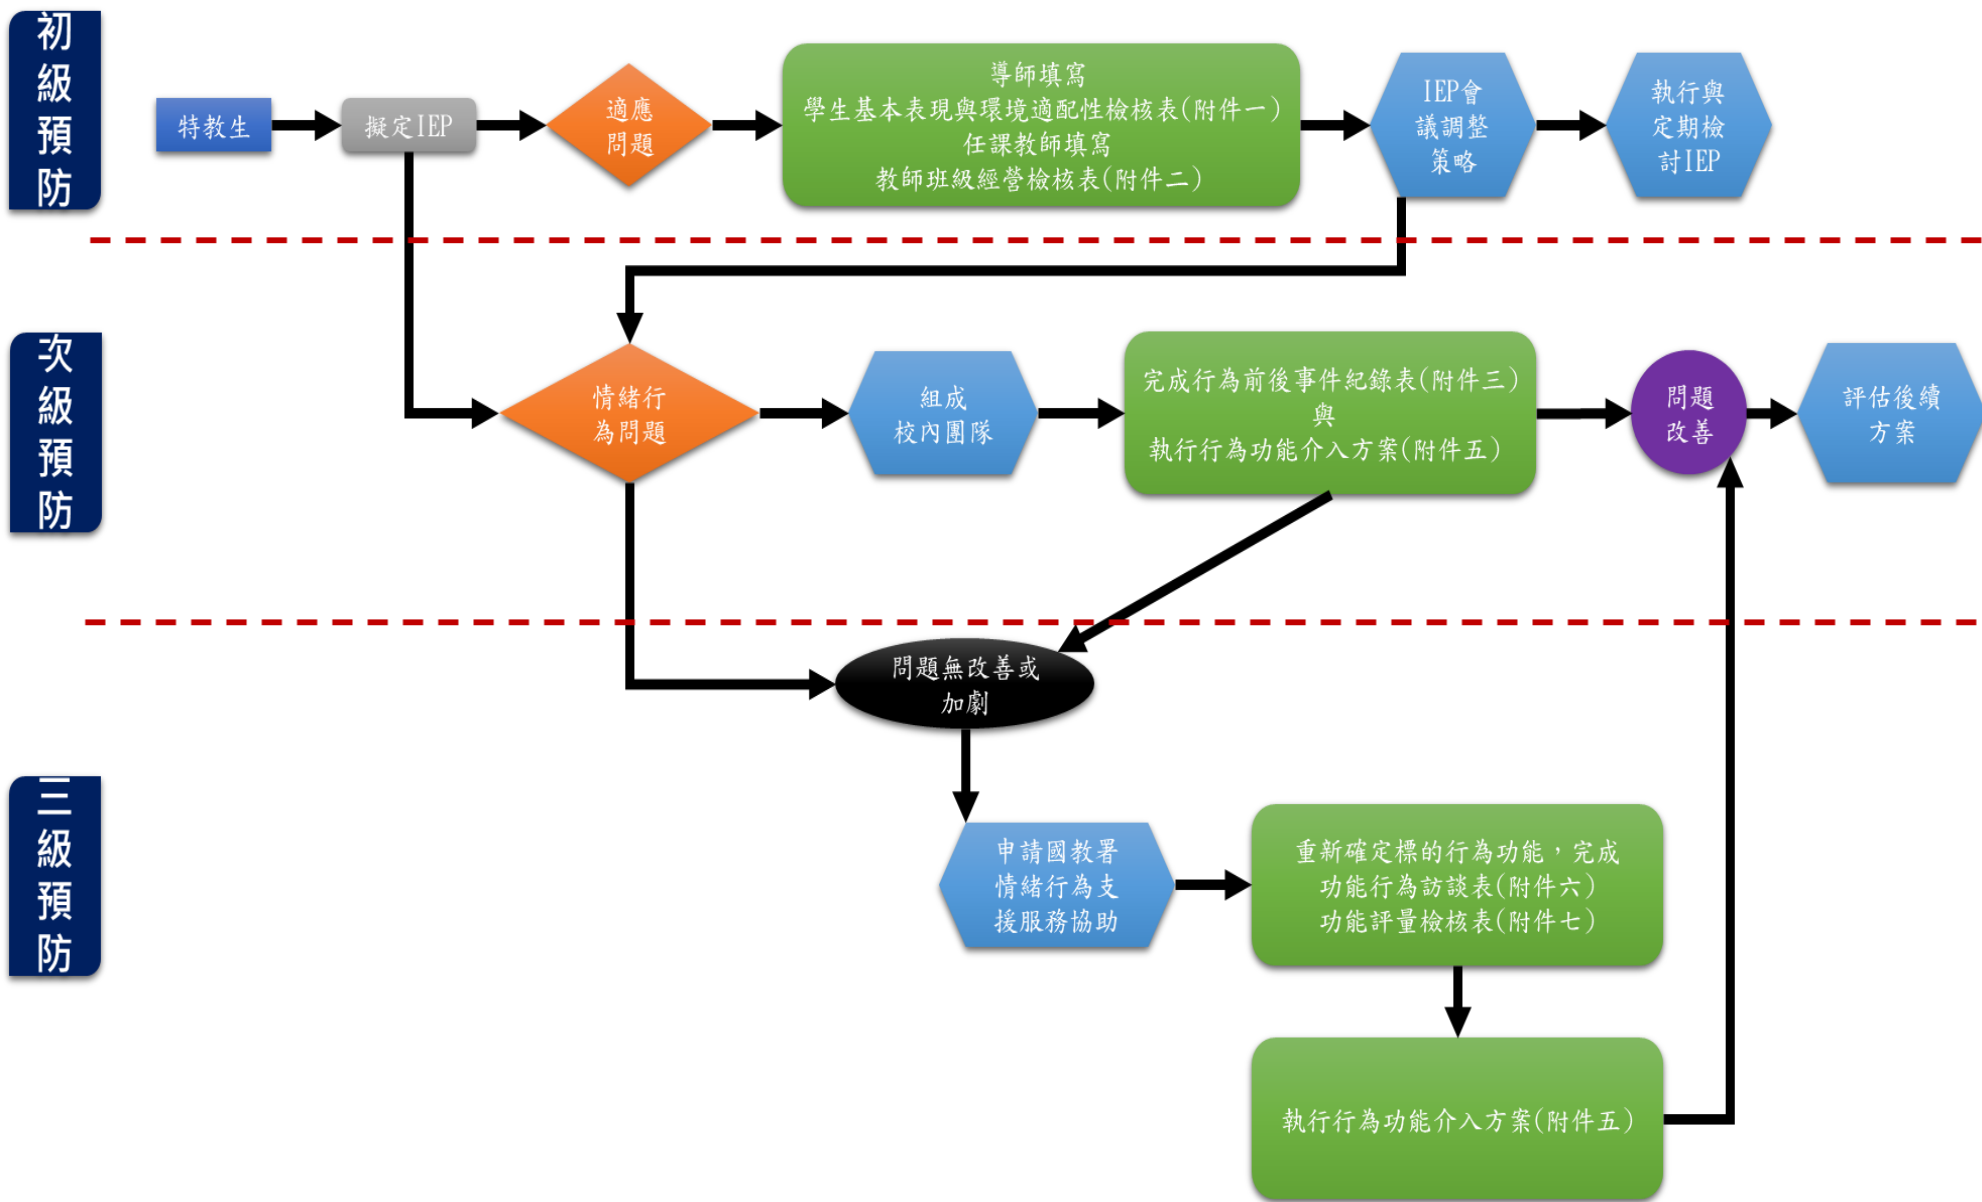 初級預防
特教生
擬定IEP
適應
問題
導師填寫
學生基本表現與環境適配性檢核表(附件一)
任課教師填寫
教師班級經營檢核表(附件二)
IEP會
議調整
策略
執行與
定期檢
討IEP
次級預防
情緒行
為問題
組成
校內團隊
完成行為前後事件紀錄表(附件三)
與
執行行為功能介入方案(附件五)
問題
改善
評估後續
方案
問題無改善或
加劇
三級預防
申請國教署
情緒行為支
援服務協助
重新確定標的行為功能，完成
功能行為訪談表(附件六)
功能評量檢核表(附件七)
執行行為功能介入方案(附件五)